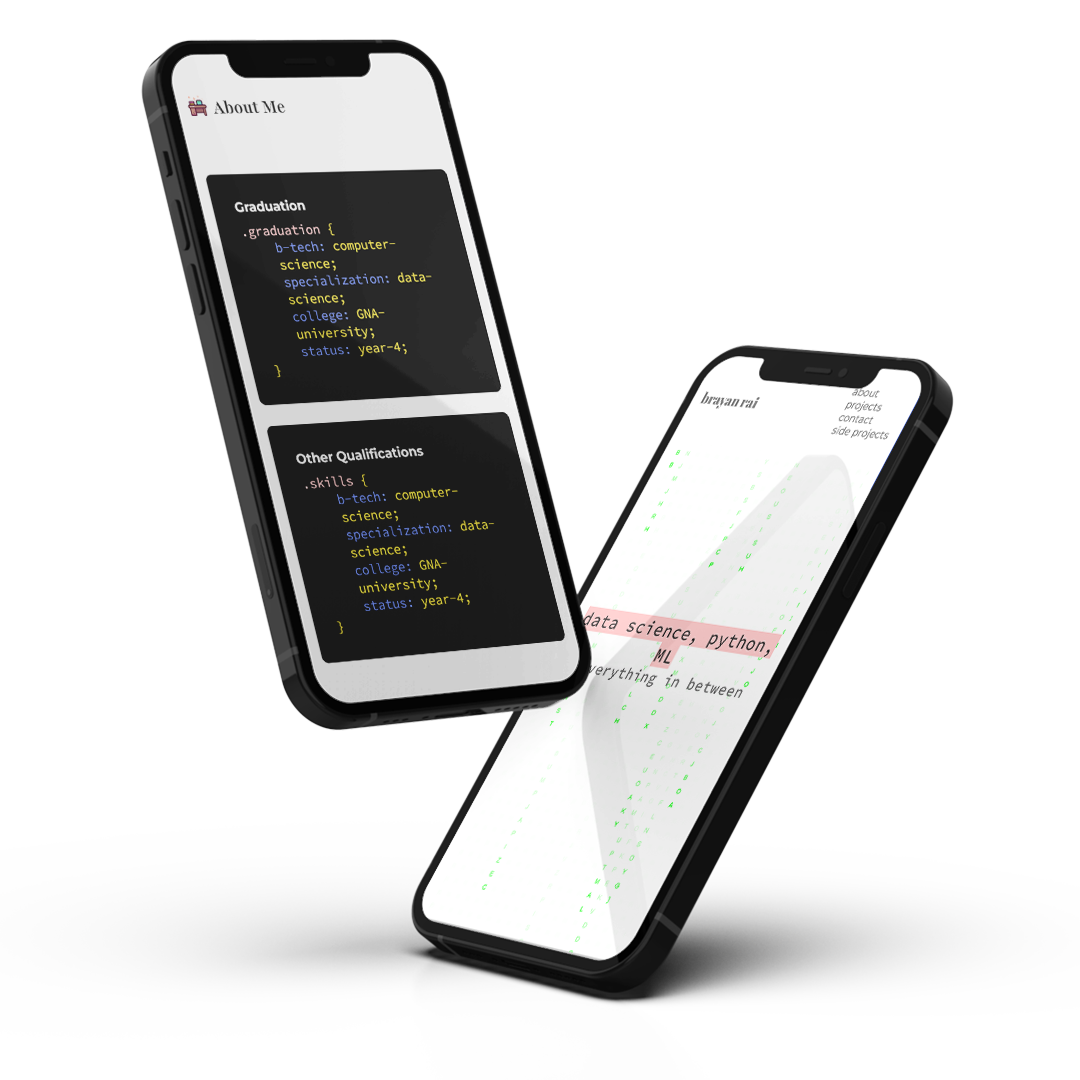 About Me
Graduation
.graduation {
b-tech: computer-
science;
specialization: data-
science;
college: GNA-
university;
status: year-4;
}
Other Qualifications
.skills {
b-tech: computer-
science;
specialization: data-
science;
college: GNA-
university;
status: year-4;
}
brayan rai
about
projects
contact
side projects
data science, python,
ML
verything in between